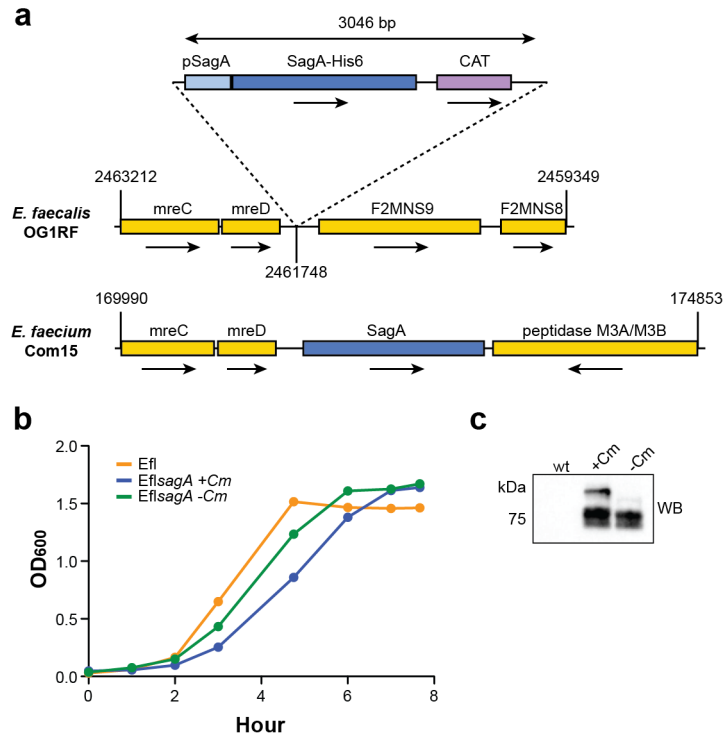 a
3046 bp
pSagA SagA-His6 CAT
2463212 2459349
mreC mreD F2MNS9 F2MNS8
E. faecalis
OG1RF
2461748
169990 174853
mreC mreD SagA peptidase M3A/M3B
E. faecium
Com15
b
2.0
1.5
1.0
0.5
0.0
OD600
Efl
EflsagA +Cm
EflsagA -Cm
0 2 4 6 8
Hour
c
wt +Cm -Cm
kDa
75
WB